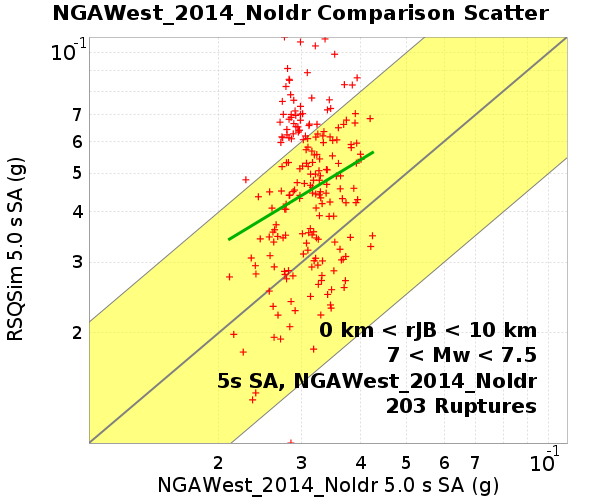 NGAWest_2014_NoIdr Comparison Scatter
10-1
7
6
5
4
3
2
RSQSim 5.0 s SA (g)
0 km < rJB < 10 km
7 < Mw < 7.5
5s SA, NGAWest_2014_NoIdr
203 Ruptures
2 3 4 5 6 7 10-1
NGAWest_2014_NoIdr 5.0 s SA (g)